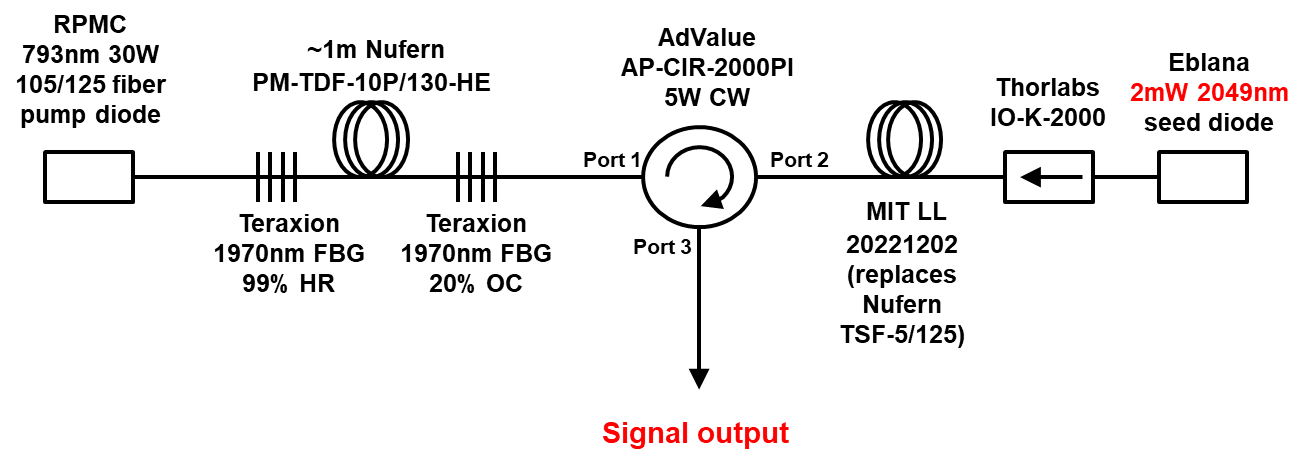 RPMC
793nm 30W
105/125 fiber
pump diode
~1m Nufern
PM-TDF-10P/130-HE
AdValue
AP-CIR-2000PI
5W CW
Thorlabs
IO-K-2000
Eblana
2mW 2049nm
seed diode
Port 1
Port 2
Port 3
Teraxion
1970nm FBG
99% HR
Teraxion
1970nm FBG
20% OC
MIT LL
20221202
(replaces
Nufern
TSF-5/125)
Signal output